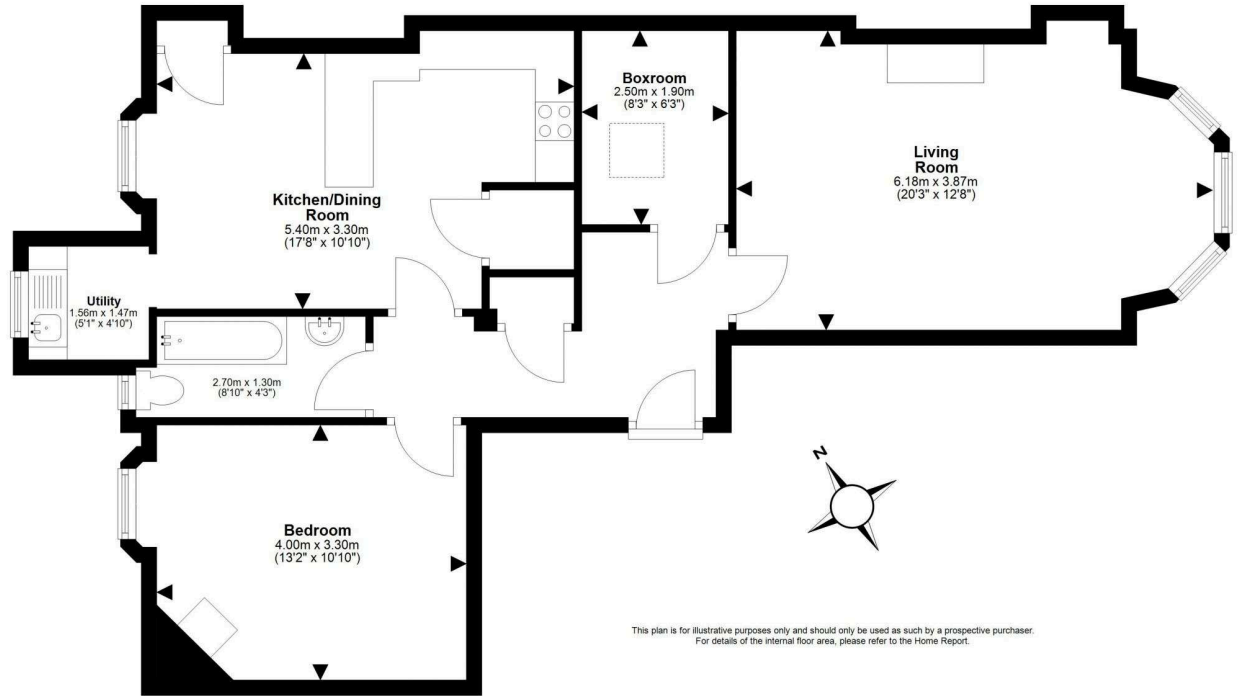 Boxroom
2.50m x 1.90m
(8'3" x 6'3")
Living
Room
6.18m x 3.87m
(20'3" x 12'8")
Kitchen/Dining
Room
5.40m x 3.30m
(17'8" x 10'10")
Utility
1.56m x 1.47m
(5'1" x 4'10")
2.70m x 1.30m
(8'10" x 4'3")
Bedroom
4.00m x 3.30m
(13'2" x 10'10")
N
This plan is for illustrative purposes only and should only be used as such by a prospective purchaser.
For details of the internal floor area, please refer to the Home Report.